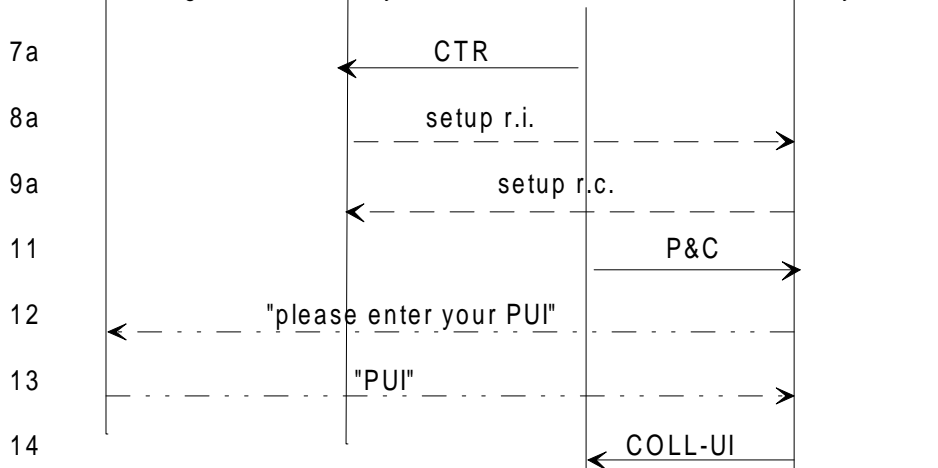 7a CTR
8a setup r.i.
9a setup r.c.
11 P&C
12 "please enter your PUI"
13 "PUI"
14 COLL-UI